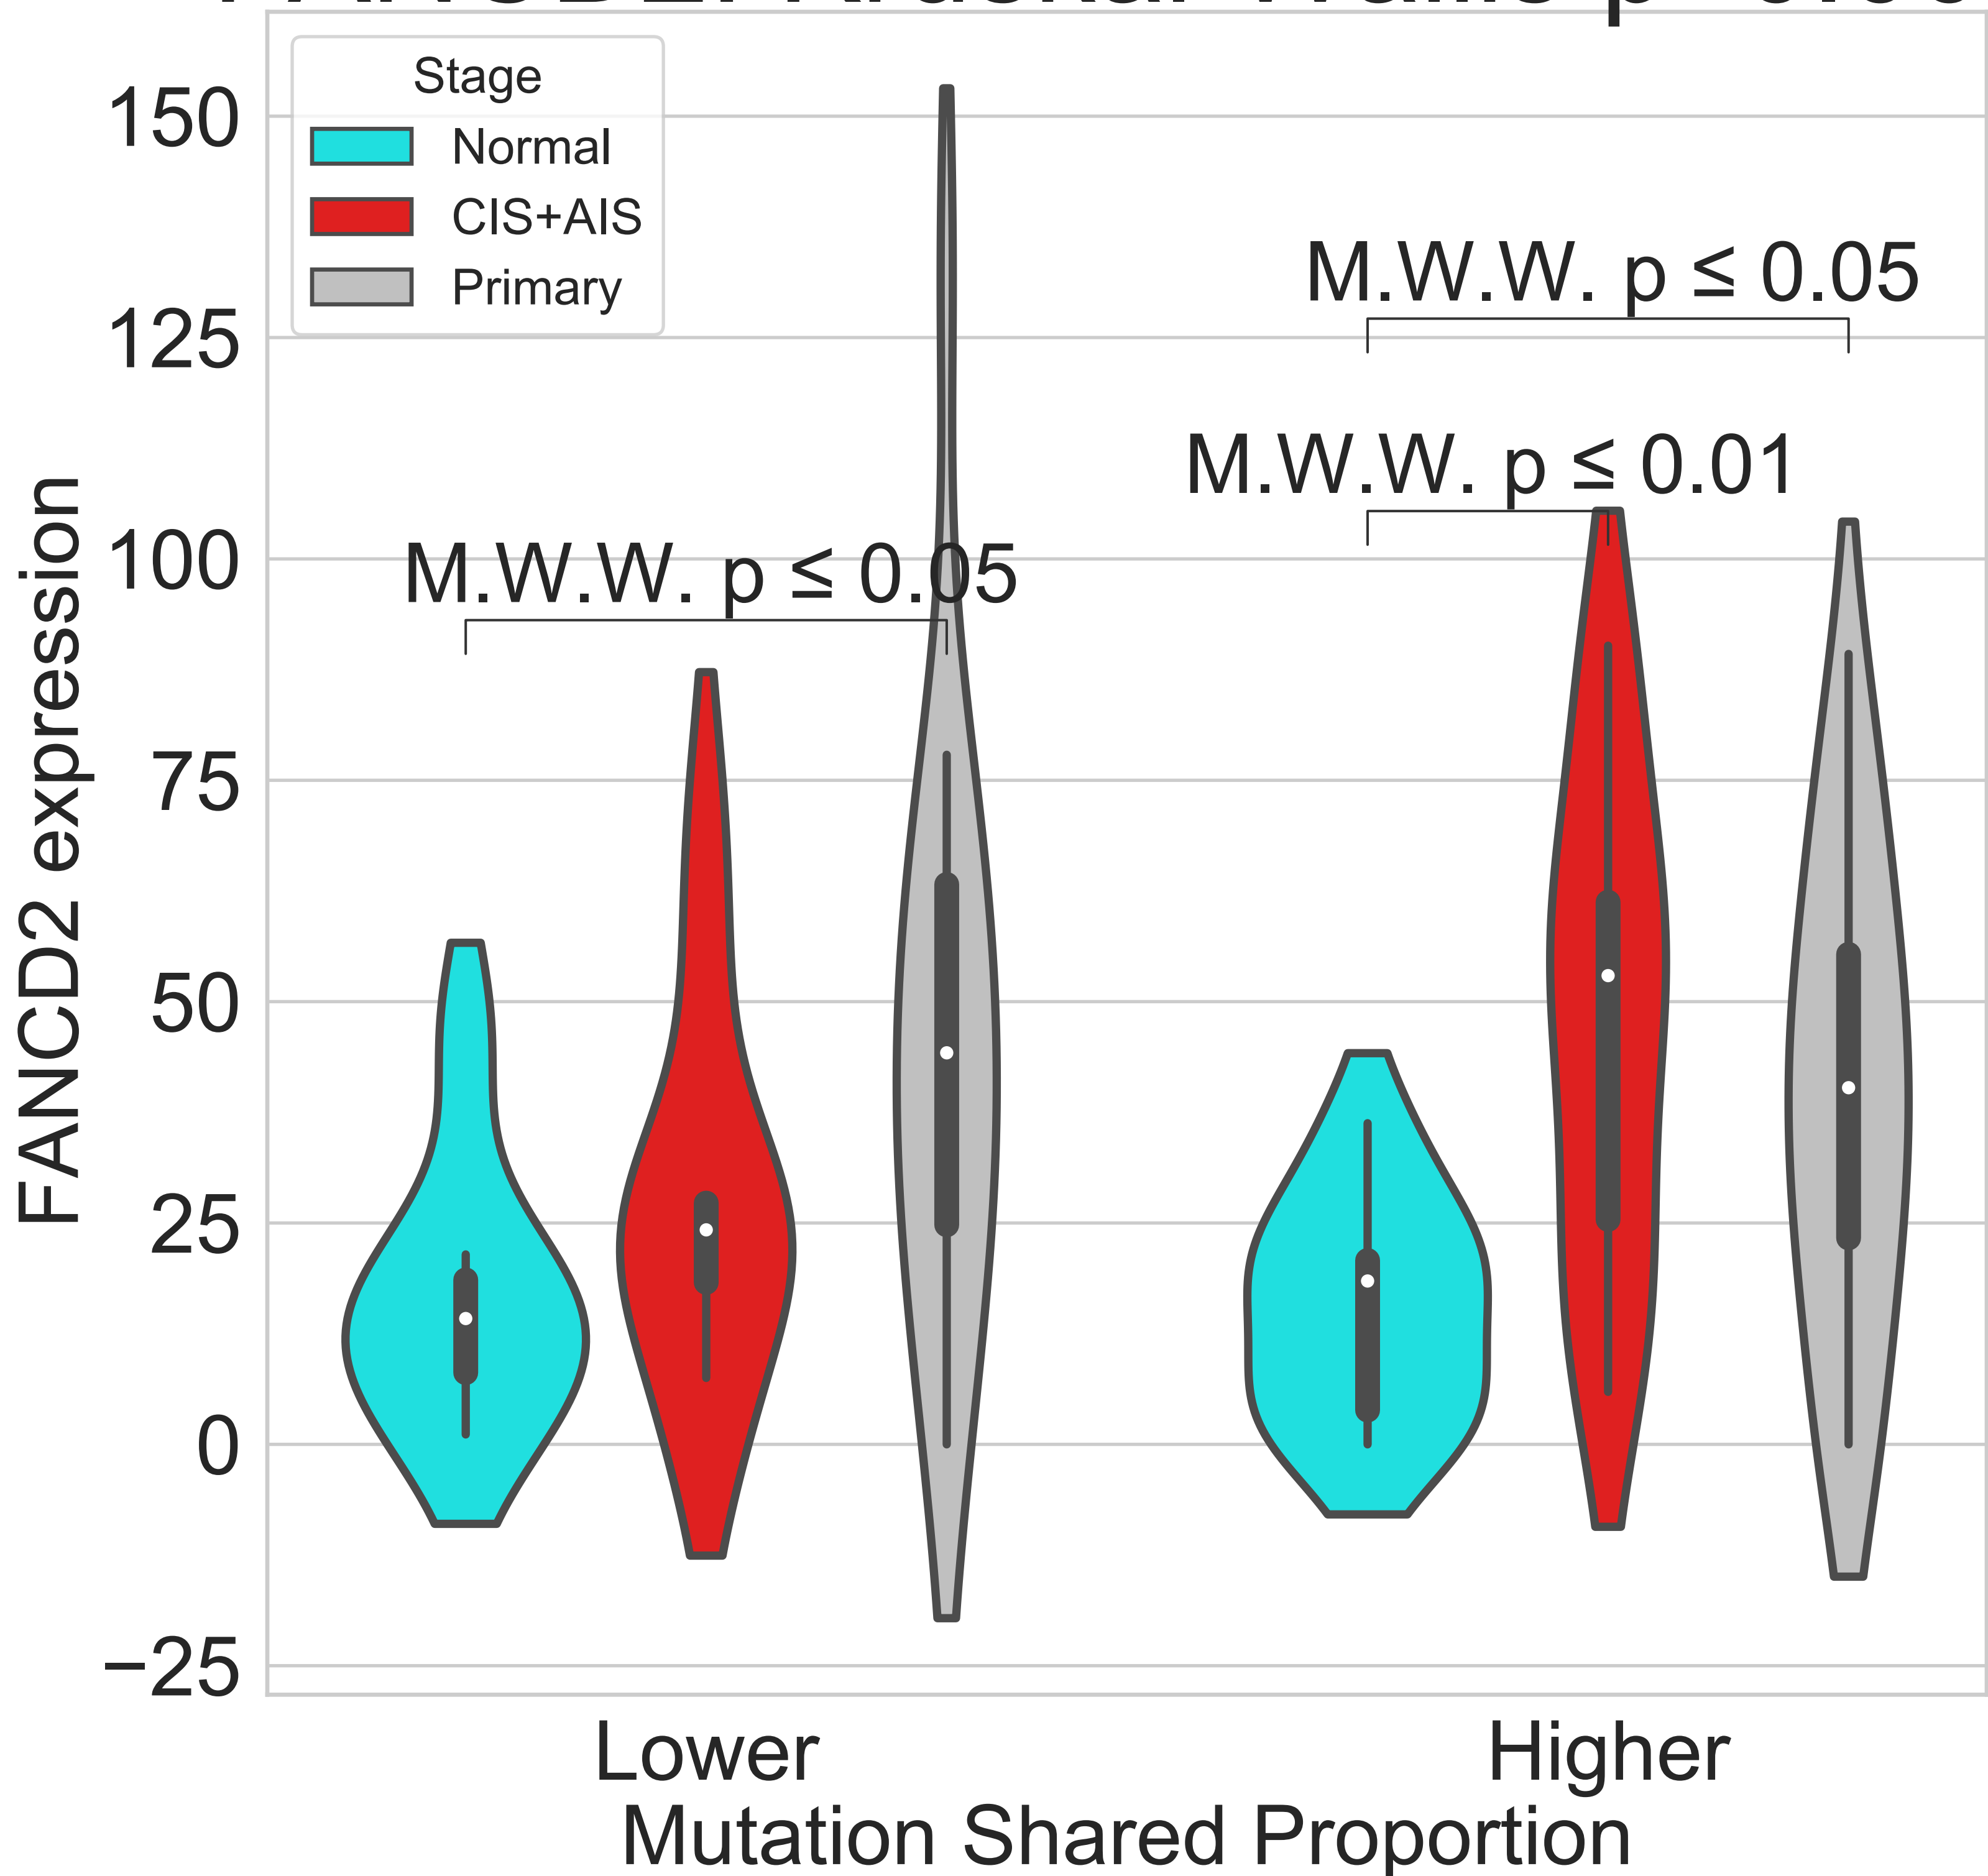 Stage
Normal
CIS+AIS
Primary
150
125
100
75
50
25
0
−25
FANCD2 expression
M.W.W. p ≤ 0.05
M.W.W. p ≤ 0.01
M.W.W. p ≤ 0.05
Lower
Higher
Mutation Shared Proportion